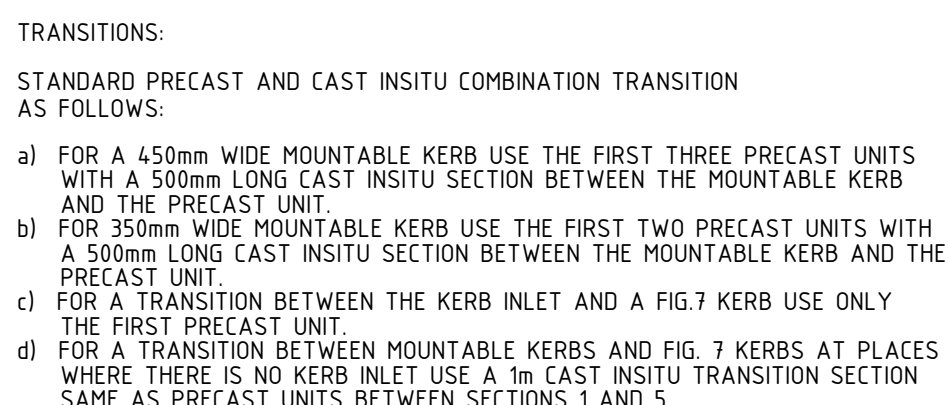 TRANSITIONS:
STANDARD PRECAST AND CAST INSITU COMBINATION TRANSITION
AS FOLLOWS:
a) FOR A 450mm WIDE MOUNTABLE KERB USE THE FIRST THREE PRECAST UNITS
WITH A 500mm LONG CAST INSITU SECTION BETWEEN THE MOUNTABLE KERB
AND THE PRECAST UNIT.
b) FOR 350mm WIDE MOUNTABLE KERB USE THE FIRST TWO PRECAST UNITS WITH
A 500mm LONG CAST INSITU SECTION BETWEEN THE MOUNTABLE KERB AND THE
PRECAST UNIT.
c) FOR A TRANSITION BETWEEN THE KERB INLET AND A FIG.7 KERB USE ONLY
THE FIRST PRECAST UNIT.
d) FOR A TRANSITION BETWEEN MOUNTABLE KERBS AND FIG. 7 KERBS AT PLACES
WHERE THERE IS NO KERB INLET USE A 1m CAST INSITU TRANSITION SECTION
SAME AS PRECAST UNITS BETWEEN SECTIONS 1 AND 5